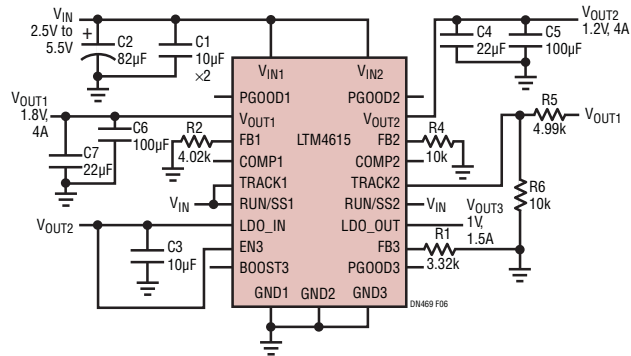 VIN
2.5V to
5.5V
+
C2
82µF
C1
10µF
×2
C4
22µF
C5
100µF
VOUT2
1.2V, 4A
VIN1
VIN2
PGOOD1
PGOOD2
VOUT1
1.8V,
4A
VOUT1
VOUT2
R5
4.99k
VOUT1
C6
100µF
C7
22µF
R2
4.02k
FB1
LTM4615
FB2
R4
10k
COMP1
COMP2
TRACK1
TRACK2
R6
10k
VIN
RUN/SS1
RUN/SS2
VIN
VOUT2
LDO_IN
LDO_OUT
VOUT3
1V,
1.5A
C3
10µF
EN3
FB3
R1
3.32k
BOOST3
PGOOD3
GND1
GND2
GND3
DN469 F06